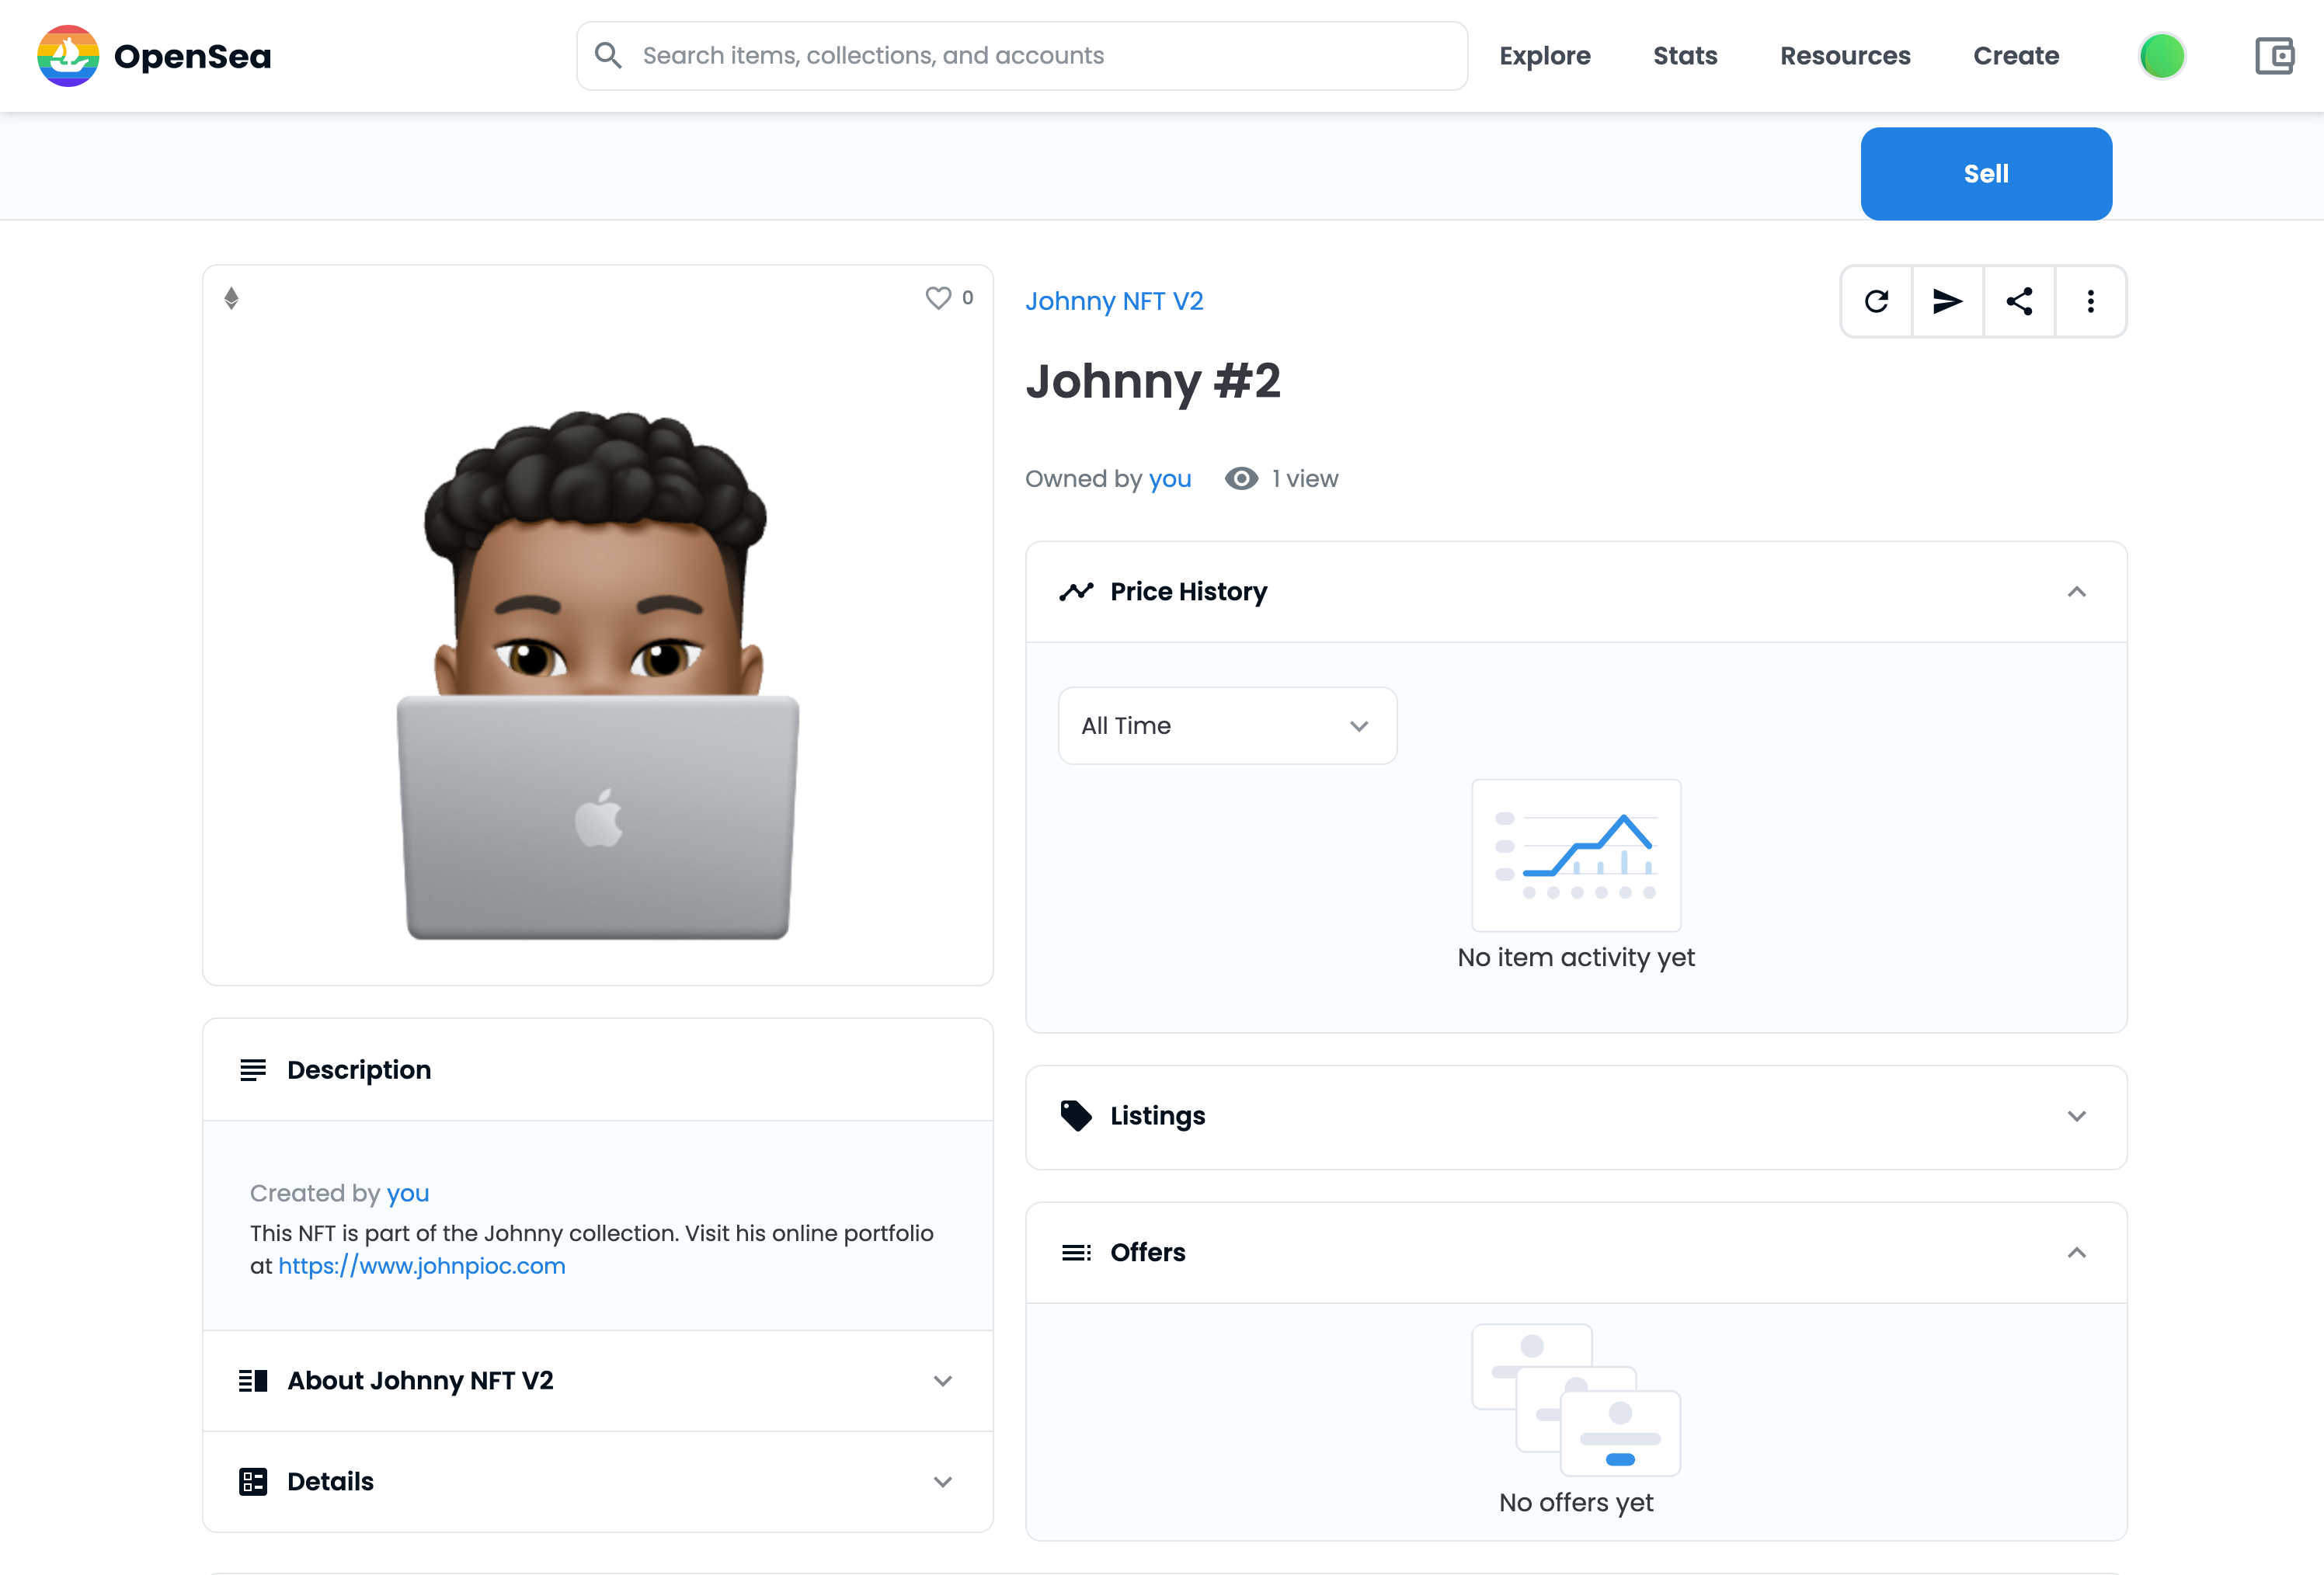 OpenSea
Search items, collections, and accounts
Explore
Stats
Resources
Create
Sell
0
Johnny NFT V2
Johnny #2
Owned by you
1 view
Price History
All Time
No item activity yet
Description
Created by you
This NFT is part of the Johnny collection. Visit his online portfolio
at https://www.johnpioc.com
About Johnny NFT V2
Details
Listings
Offers
No offers yet